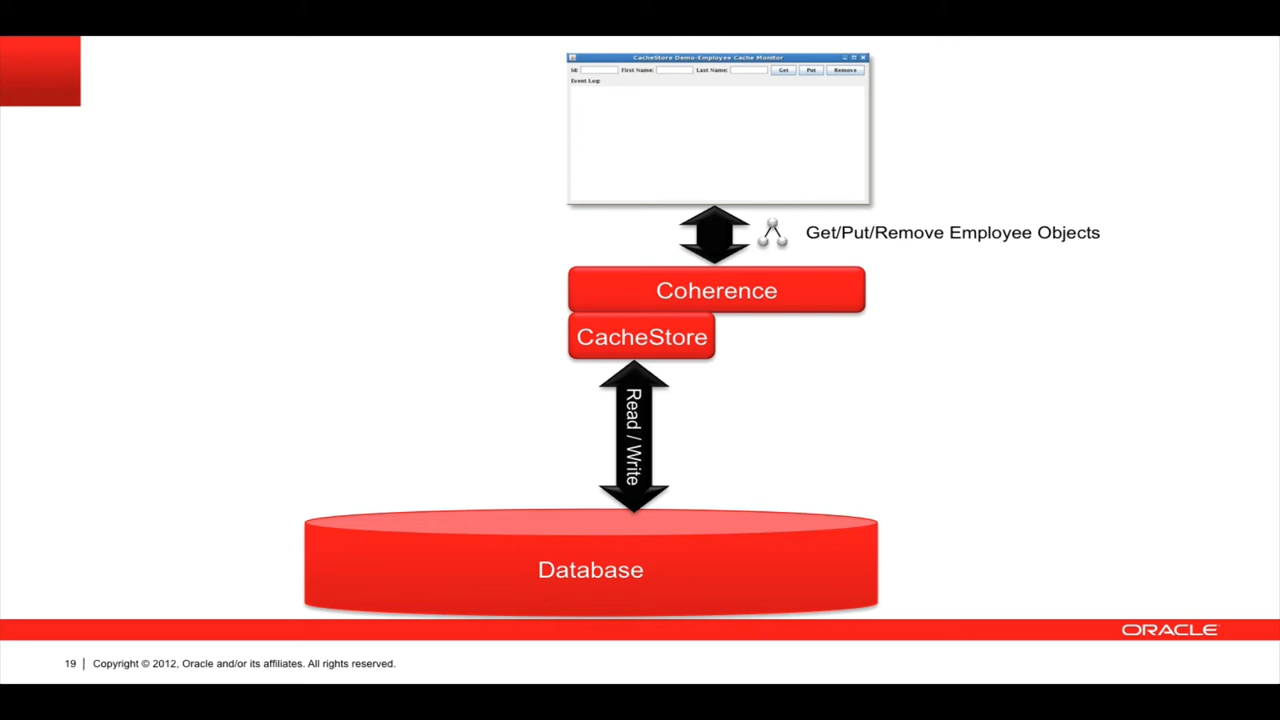 CacheStore Demo-Employee Cache Monitor
Id: First Name: Last Name: Get Put Remove
Event Log:
Get/Put/Remove Employee Objects
Coherence
CacheStore
Read / Write
Database
ORACLE
19 Copyright © 2012, Oracle and/or its affiliates. All rights reserved.